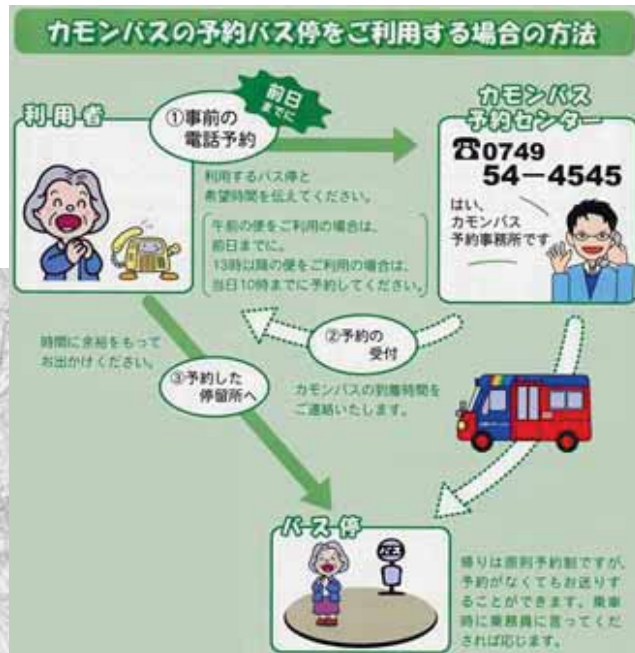 カモンバスの予約バス停をご利用する場合の方法
利用者
①事前の
電話予約
前日
までに
カモンバス
予約センター
☎0749
54－4545
はい、
カモンバス
予約事務所です
利用するバス停と
希望時間を伝えてください。
午前の便をご利用の場合は、
前日までに。
13時以降の便をご利用の場合は、
当日10時までに予約してください。
時間に余裕をもって
お出かけください。
②予約の
受付
③予約した
停留所へ
カモンバスの到着時間を
ご連絡いたします。
バス停
帰りは原則予約制ですが、
予約がなくてもお送りす
ることができます。乗車
時に乗務員に言ってくだ
されば応じます。